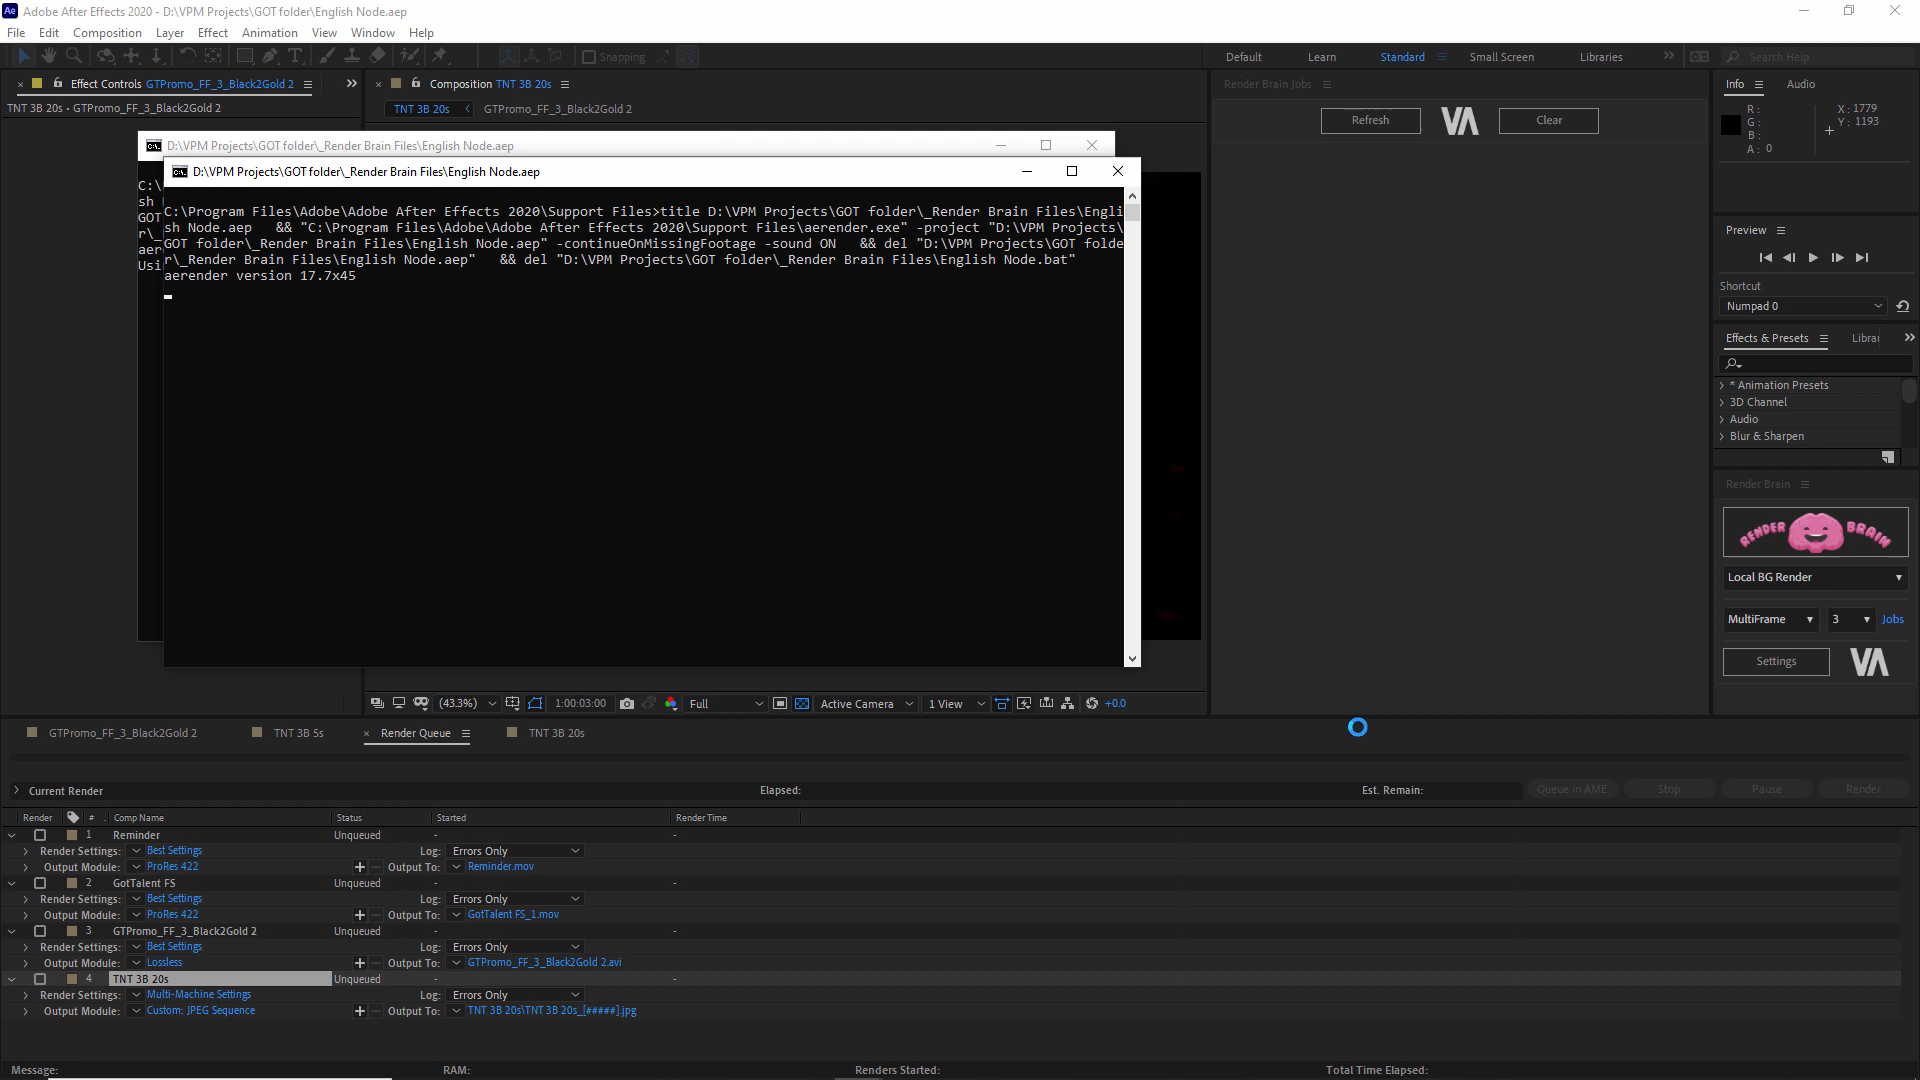 Adobe After Effects 2020 - D:\VPM Projects\GOT folder\English Node.aep
File Edit Composition Layer Effect Animation View Window Help
Snapping
Default Learn Standard Small Screen Libraries
Search Help
Effect Controls GTPromo_FF_3_Black2Gold 2
TNT 3B 20s • GTPromo_FF_3_Black2Gold 2
Composition TNT 3B 20s
TNT 3B 20s
GTPromo_FF_3_Black2Gold 2
Render Brain Jobs
Refresh
VA
Clear
Info Audio
R :
G :
B :
A : 0
X : 1779
Y : 1193
D:\VPM Projects\GOT folder\_Render Brain Files\English Node.aep
C:\
sh
GOT
r\_
aer
Usi
D:\VPM Projects\GOT folder\_Render Brain Files\English Node.aep
C:\Program Files\Adobe\Adobe After Effects 2020\Support Files>title D:\VPM Projects\GOT folder\_Render Brain Files\Engli
sh Node.aep   && "C:\Program Files\Adobe\Adobe After Effects 2020\Support Files\aerender.exe" -project "D:\VPM Projects\
GOT folder\_Render Brain Files\English Node.aep" -continueOnMissingFootage -sound ON   && del "D:\VPM Projects\GOT folde
r\_Render Brain Files\English Node.aep"   && del "D:\VPM Projects\GOT folder\_Render Brain Files\English Node.bat"
aerender version 17.7x45
Preview
Shortcut
Numpad 0
Effects & Presets Librar
* Animation Presets
3D Channel
Audio
Blur & Sharpen
Render Brain
RENDER BRAIN
Local BG Render
MultiFrame 3 Jobs
Settings VA
(43.3%) 1:00:03:00 Full Active Camera 1 View +0.0
GTPromo_FF_3_Black2Gold 2 TNT 3B 5s Render Queue TNT 3B 20s
Current Render Elapsed: Est. Remain: Queue in AME Stop Pause Render
Render # Comp Name Status Started Render Time
1 Reminder Unqueued - -
Render Settings: Best Settings Log: Errors Only
Output Module: ProRes 422 Output To: Reminder.mov
2 GotTalent FS Unqueued - -
Render Settings: Best Settings Log: Errors Only
Output Module: ProRes 422 Output To: GotTalent FS_1.mov
3 GTPromo_FF_3_Black2Gold 2 Unqueued - -
Render Settings: Best Settings Log: Errors Only
Output Module: Lossless Output To: GTPromo_FF_3_Black2Gold 2.avi
4 TNT 3B 20s Unqueued - -
Render Settings: Multi-Machine Settings Log: Errors Only
Output Module: Custom: JPEG Sequence Output To: TNT 3B 20s\TNT 3B 20s_[#####].jpg
Message: RAM: Renders Started: Total Time Elapsed: